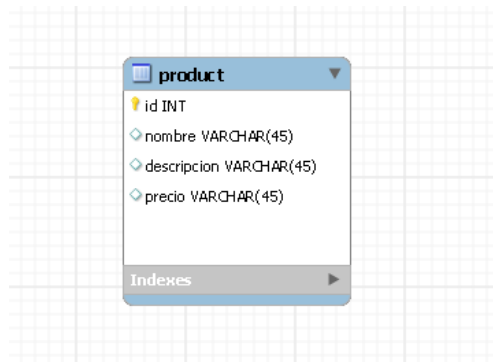 product
id INT
nombre VARCHAR(45)
descripcion VARCHAR(45)
precio VARCHAR(45)
Indexes